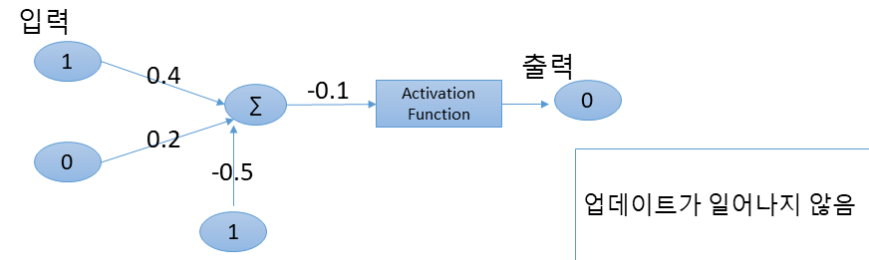 입력
1
0.4
0
0.2
∑
-0.5
1
-0.1
Activation
Function
출력
0
업데이트가 일어나지 않음